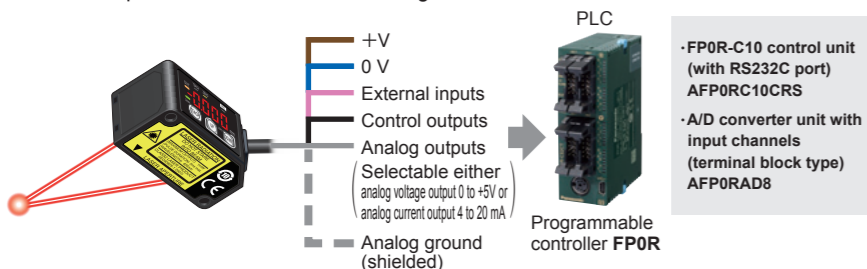 PLC
+V
0 V
External inputs
Control outputs
Analog outputs
Selectable either
analog voltage output 0 to +5V or
analog current output 4 to 20 mA
Analog ground
(shielded)
Programmable
controller FP0R
·FP0R-C10 control unit
(with RS232C port)
AFP0RC10CRS
·A/D converter unit with
input channels
(terminal block type)
AFP0RAD8